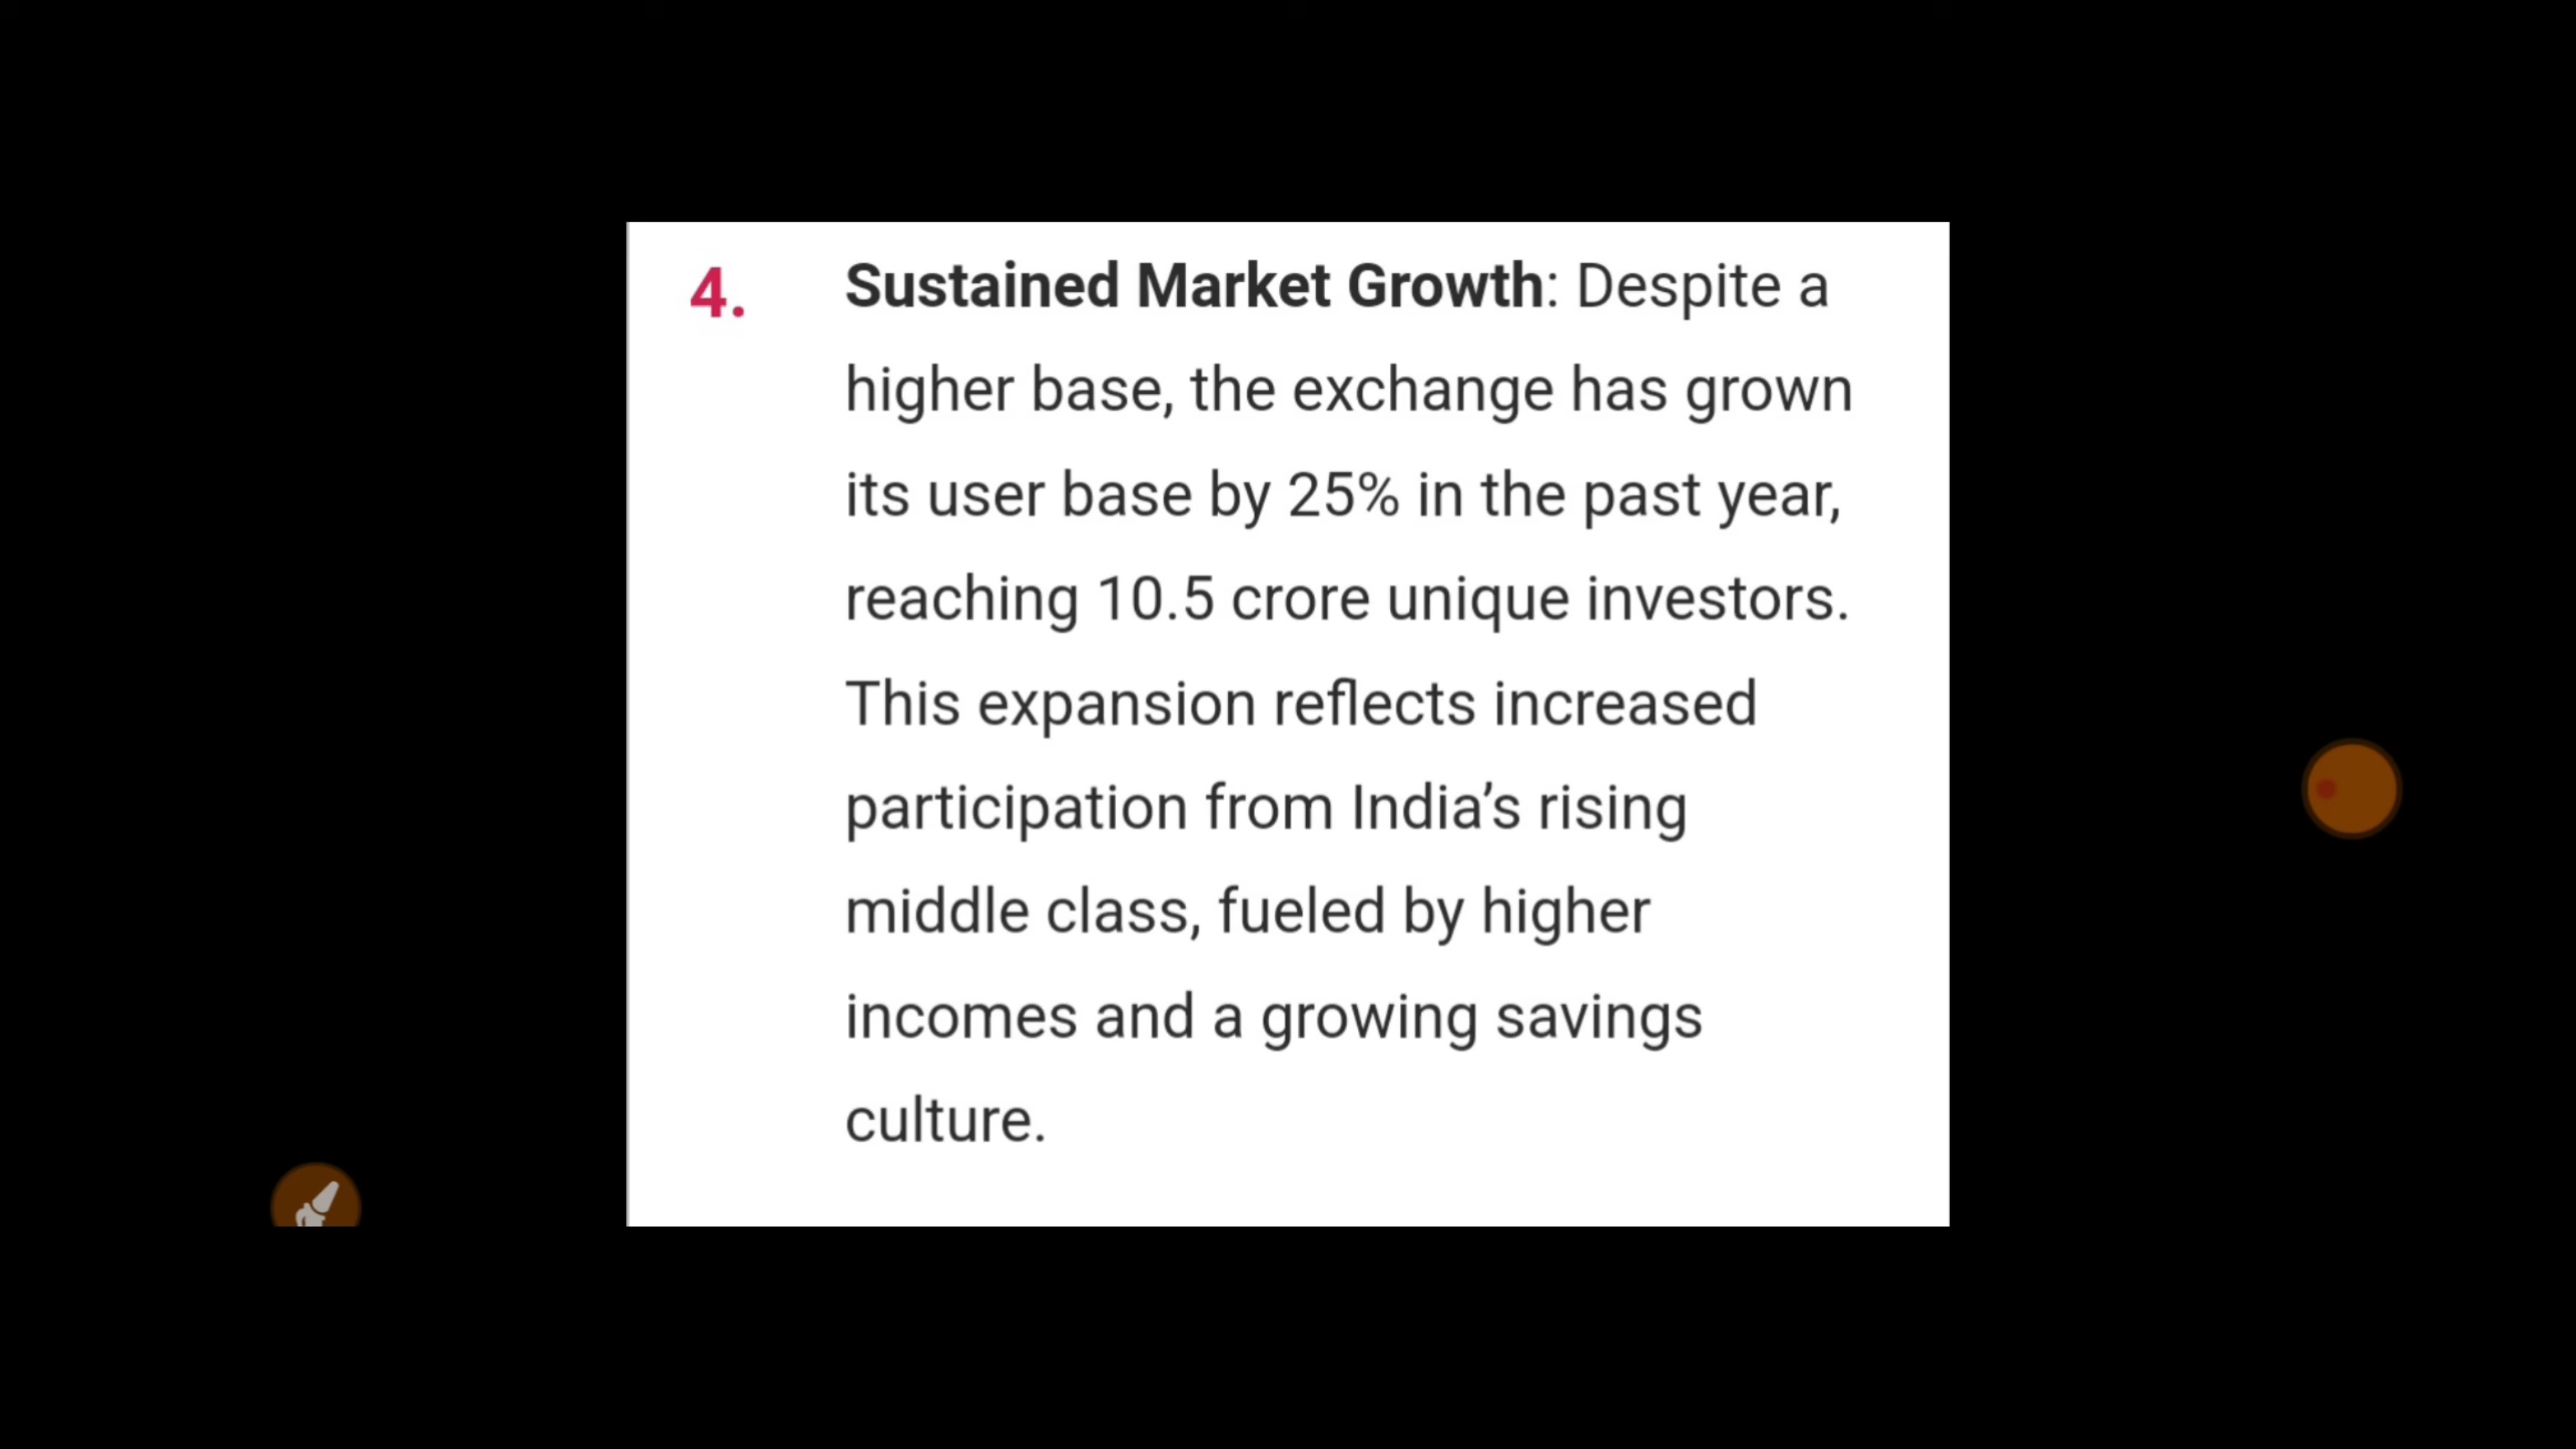 4. Sustained Market Growth: Despite a
higher base, the exchange has grown
its user base by 25% in the past year,
reaching 10.5 crore unique investors.
This expansion reflects increased
participation from India’s rising
middle class, fueled by higher
incomes and a growing savings
culture.